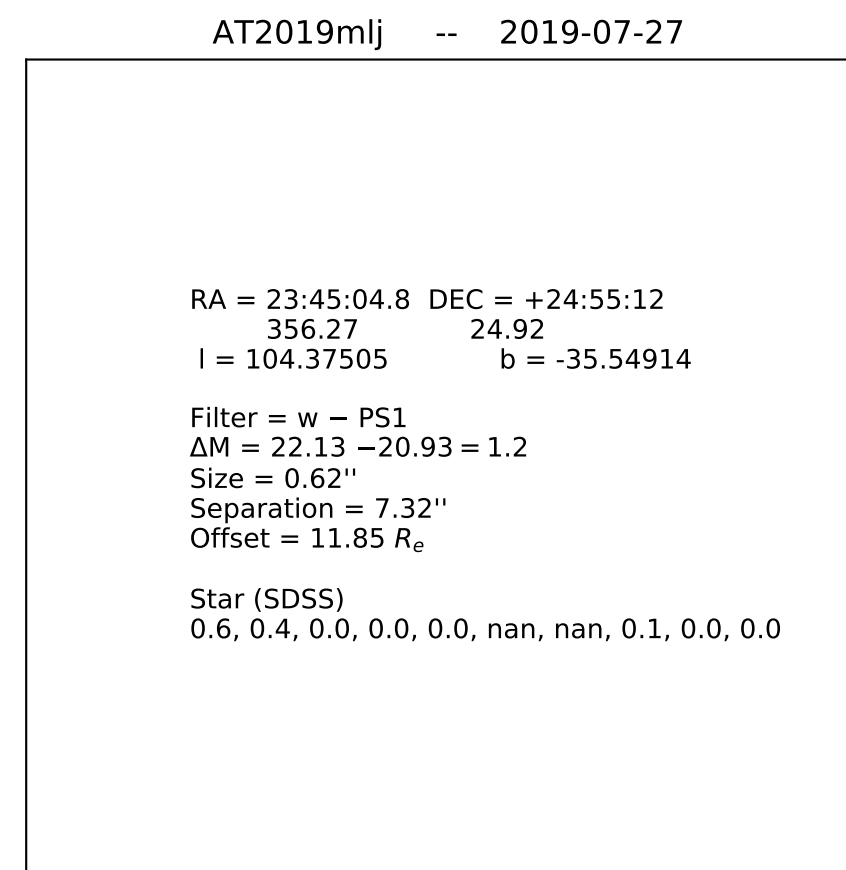 AT2019mlj -- 2019-07-27
RA = 23:45:04.8 DEC = +24:55:12
356.27 24.92
l = 104.37505 b = -35.54914
Filter = w − PS1
ΔM = 22.13 −20.93 = 1.2
Size = 0.62''
Separation = 7.32''
Offset = 11.85 Re
Star (SDSS)
0.6, 0.4, 0.0, 0.0, 0.0, nan, nan, 0.1, 0.0, 0.0